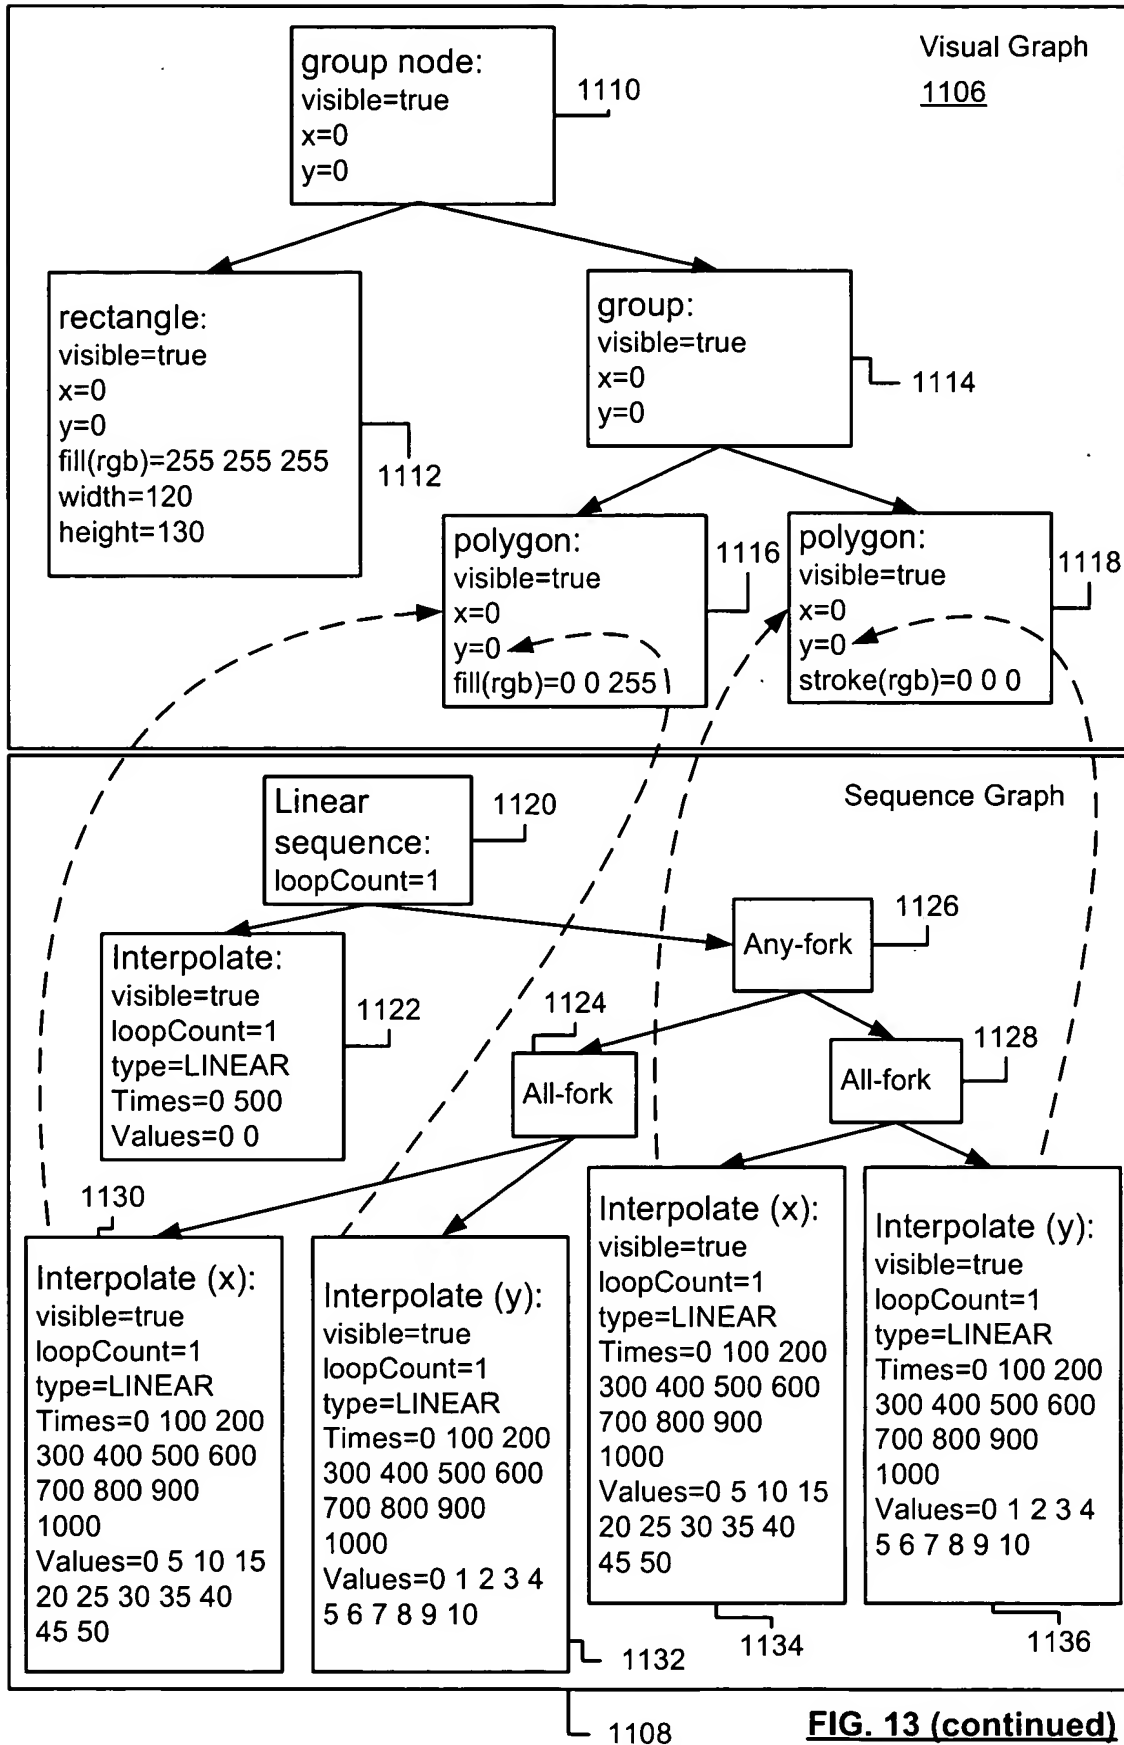 Visual Graph
1106
group node:
visible=true
x=0
y=0
1110
rectangle:
visible=true
x=0
y=0
fill(rgb)=255 255 255
width=120
height=130
1112
group:
visible=true
x=0
y=0
1114
polygon:
visible=true
x=0
y=0
fill(rgb)=0 0 255
1116
polygon:
visible=true
x=0
y=0
stroke(rgb)=0 0 0
1118
Sequence Graph
Linear
sequence:
loopCount=1
1120
Interpolate:
visible=true
loopCount=1
type=LINEAR
Times=0 500
Values=0 0
1122
Any-fork
1126
1124
All-fork
All-fork
1128
1130
Interpolate (x):
visible=true
loopCount=1
type=LINEAR
Times=0 100 200
300 400 500 600
700 800 900
1000
Values=0 5 10 15
20 25 30 35 40
45 50
Interpolate (y):
visible=true
loopCount=1
type=LINEAR
Times=0 100 200
300 400 500 600
700 800 900
1000
Values=0 1 2 3 4
5 6 7 8 9 10
1132
Interpolate (x):
visible=true
loopCount=1
type=LINEAR
Times=0 100 200
300 400 500 600
700 800 900
1000
Values=0 5 10 15
20 25 30 35 40
45 50
1134
Interpolate (y):
visible=true
loopCount=1
type=LINEAR
Times=0 100 200
300 400 500 600
700 800 900
1000
Values=0 1 2 3 4
5 6 7 8 9 10
1136
1108
FIG. 13 (continued)